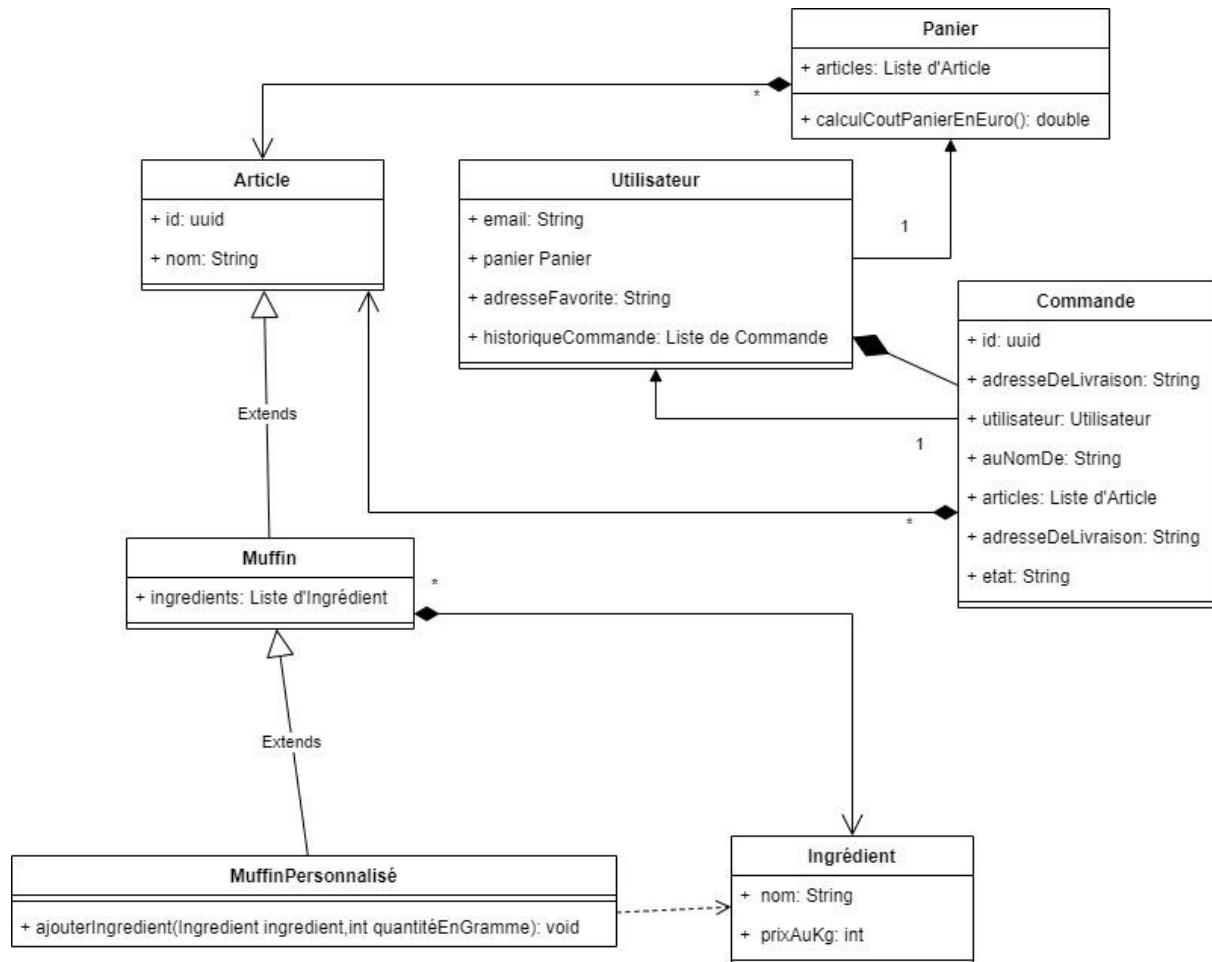 Panier
+ articles: Liste d'Article
+ calculCoutPanierEnEuro(): double
*
Article
+ id: uuid
+ nom: String
Utilisateur
+ email: String
+ panier Panier
+ adresseFavorite: String
+ historiqueCommande: Liste de Commande
1
Commande
+ id: uuid
+ adresseDeLivraison: String
+ utilisateur: Utilisateur
+ auNomDe: String
+ articles: Liste d'Article
+ adresseDeLivraison: String
+ etat: String
1
*
Extends
Muffin
+ ingredients: Liste d'Ingrédient
*
Extends
MuffinPersonnalisé
+ ajouterIngredient(Ingredient ingredient,int quantitéEnGramme): void
Ingrédient
+ nom: String
+ prixAuKg: int